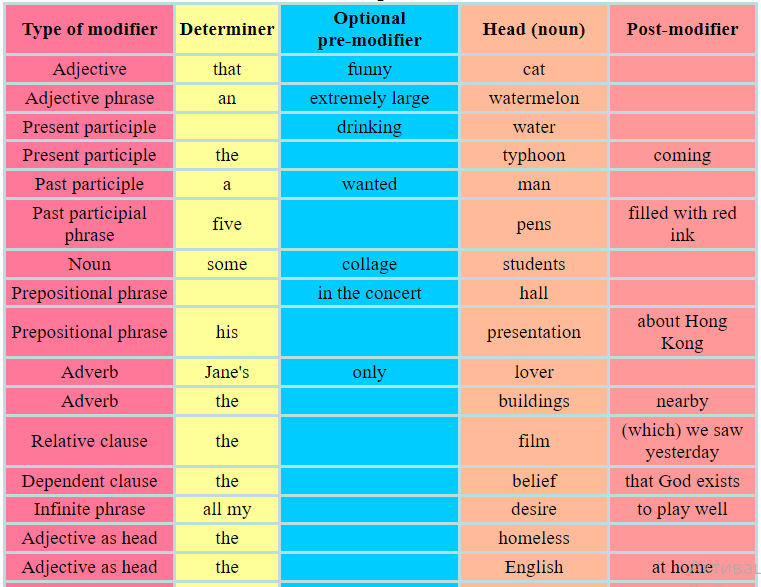 Type of modifier Determiner Optional pre-modifier Head (noun) Post-modifier
Adjective that funny cat
Adjective phrase an extremely large watermelon
Present participle drinking water
Present participle the typhoon coming
Past participle a wanted man
Past participial phrase five pens filled with red ink
Noun some collage students
Prepositional phrase in the concert hall
Prepositional phrase his presentation about Hong Kong
Adverb Jane's only lover
Adverb the buildings nearby
Relative clause the film (which) we saw yesterday
Dependent clause the belief that God exists
Infinite phrase all my desire to play well
Adjective as head the homeless
Adjective as head the English at home